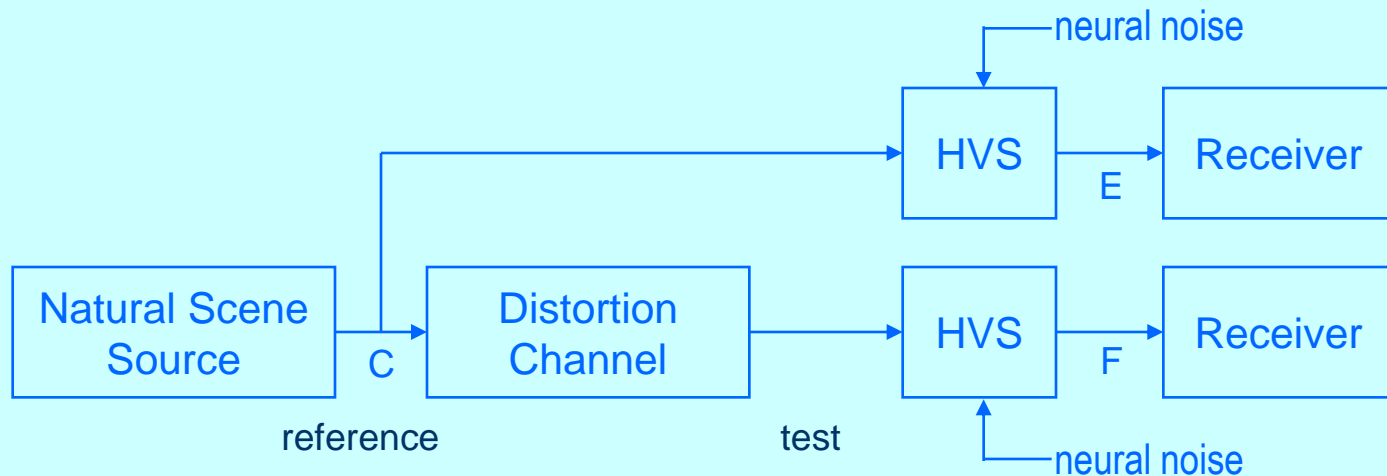 neural noise
HVS
Receiver
E
Natural Scene
Source
Distortion
Channel
HVS
Receiver
C
F
reference
test
neural noise